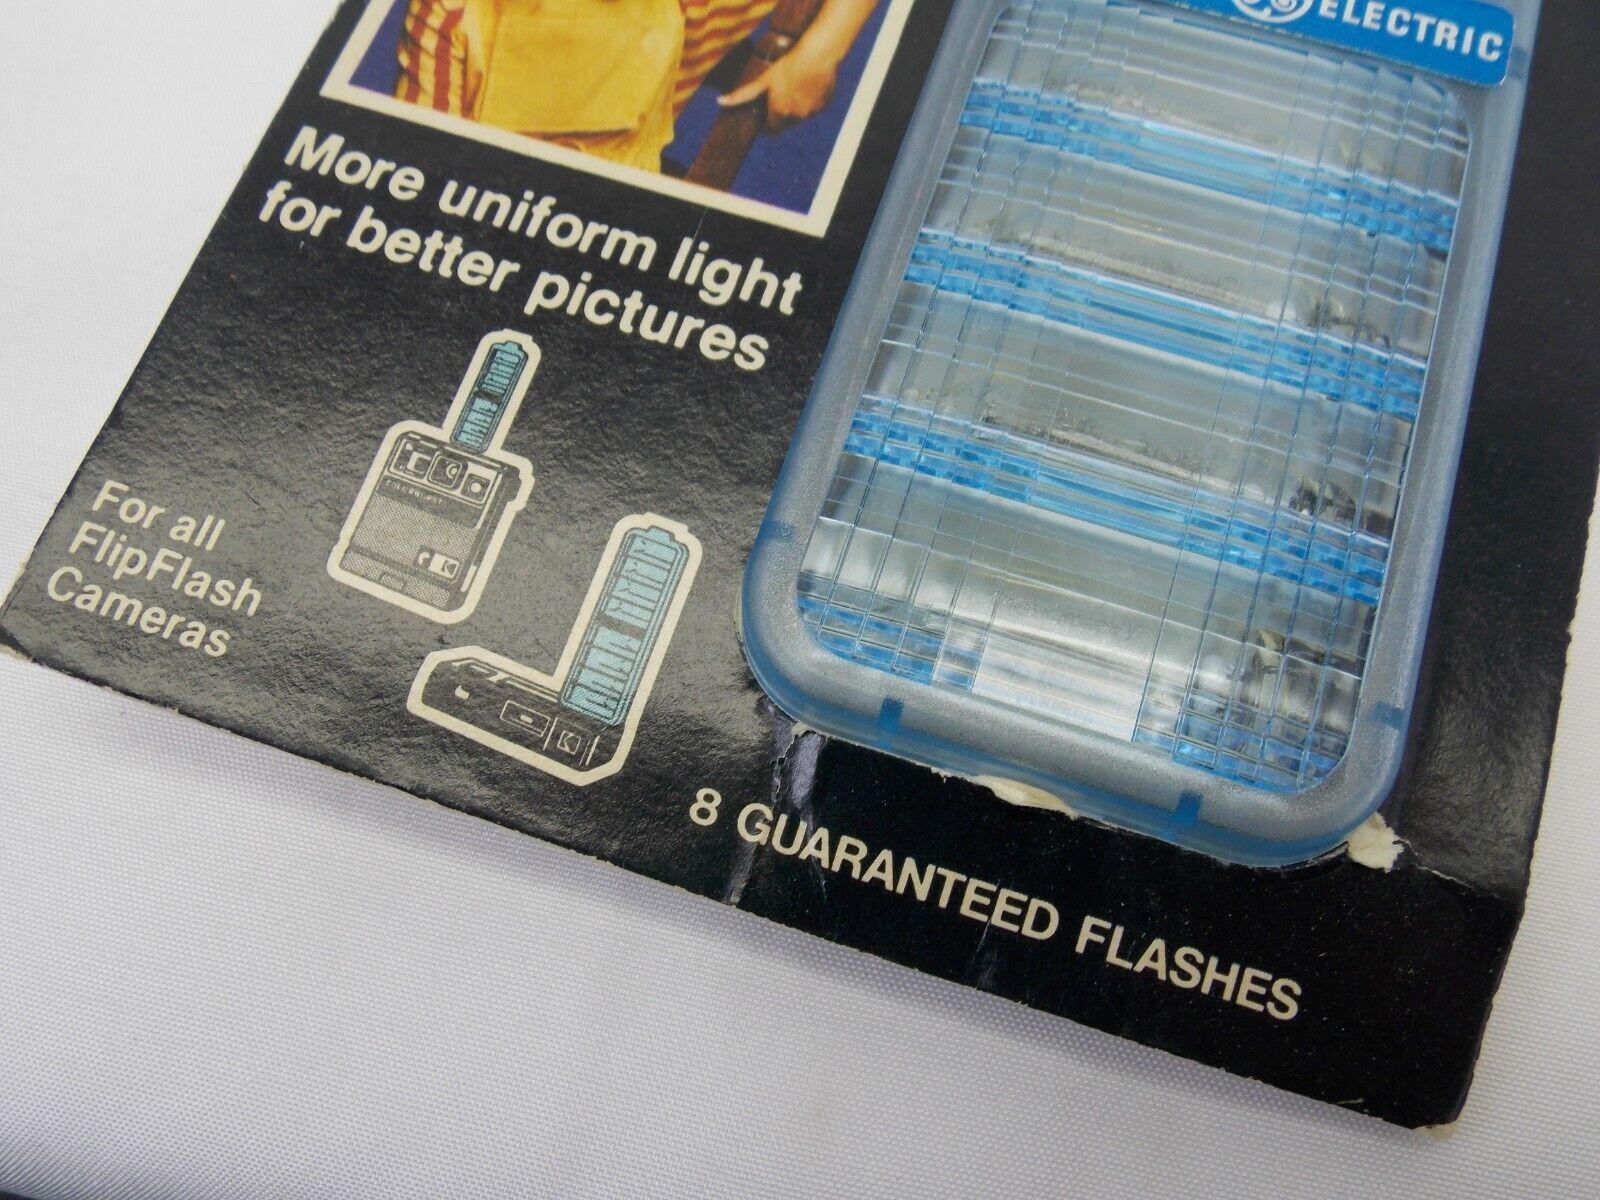 ELECTRIC
More uniform light
for better pictures
For all
FlipFlash
Cameras
8 GUARANTEED FLASHES